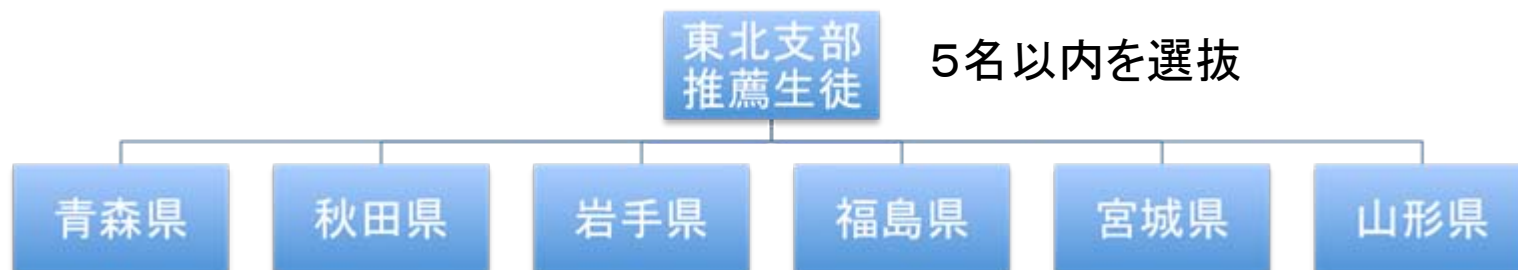 東北支部
推薦生徒
5名以内を選抜
青森県
秋田県
岩手県
福島県
宮城県
山形県